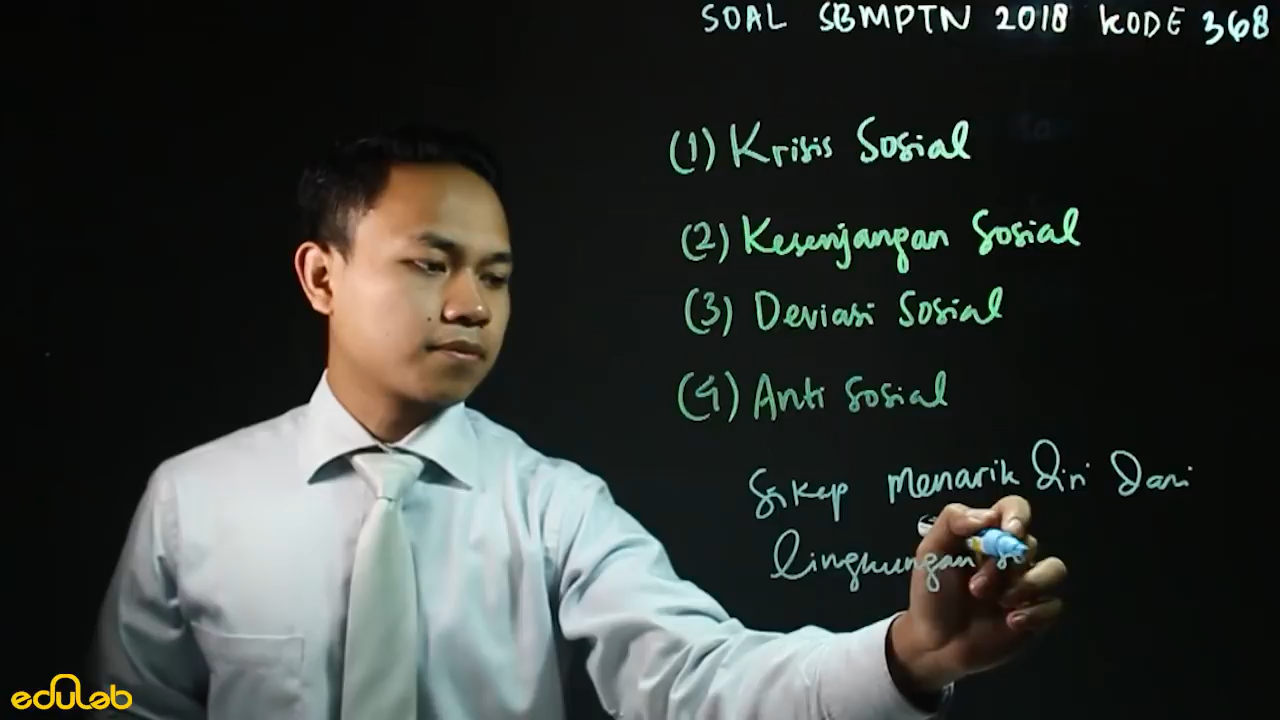 SOAL SBMPTN 2018 KODE 368
(1) Krisis Sosial
(2) Kesenjangan Sosial
(3) Deviasi Sosial
(4) Anti Sosial
Sikap menarik diri dari
lingkungan so
edulab